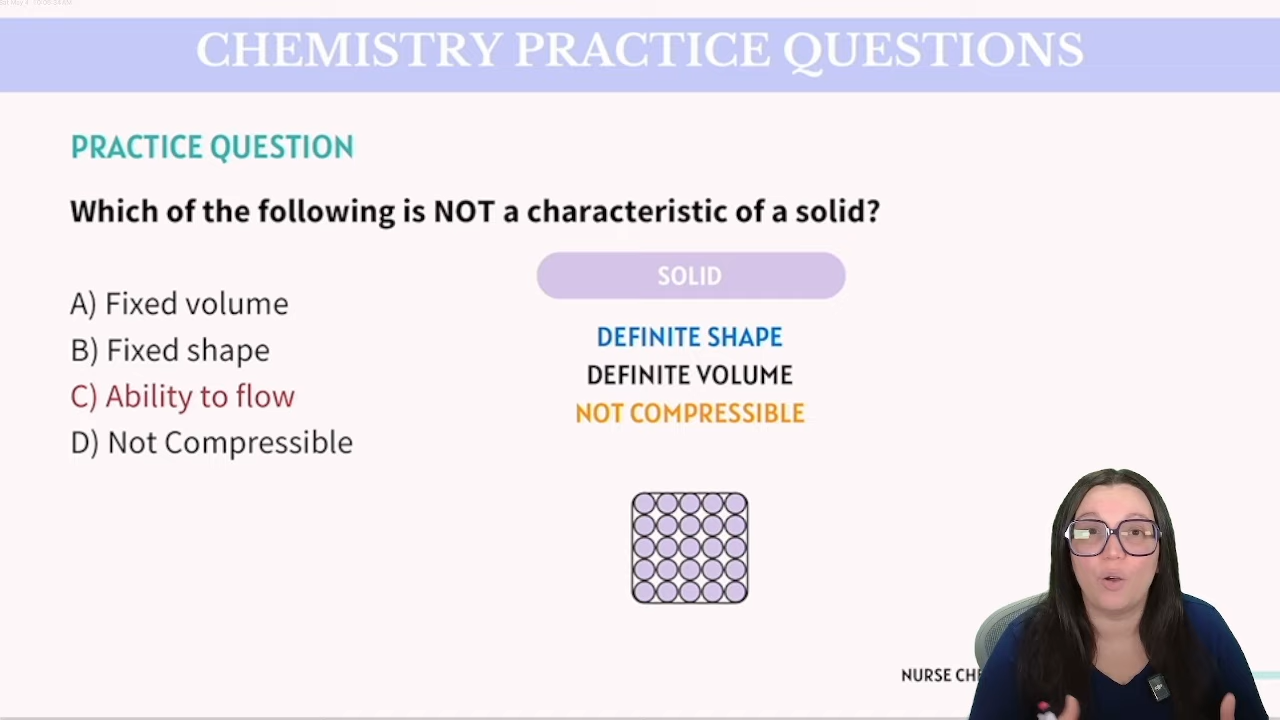 CHEMISTRY PRACTICE QUESTIONS
PRACTICE QUESTION
Which of the following is NOT a characteristic of a solid?
A) Fixed volume
B) Fixed shape
C) Ability to flow
D) Not Compressible
SOLID
DEFINITE SHAPE
DEFINITE VOLUME
NOT COMPRESSIBLE
NURSE